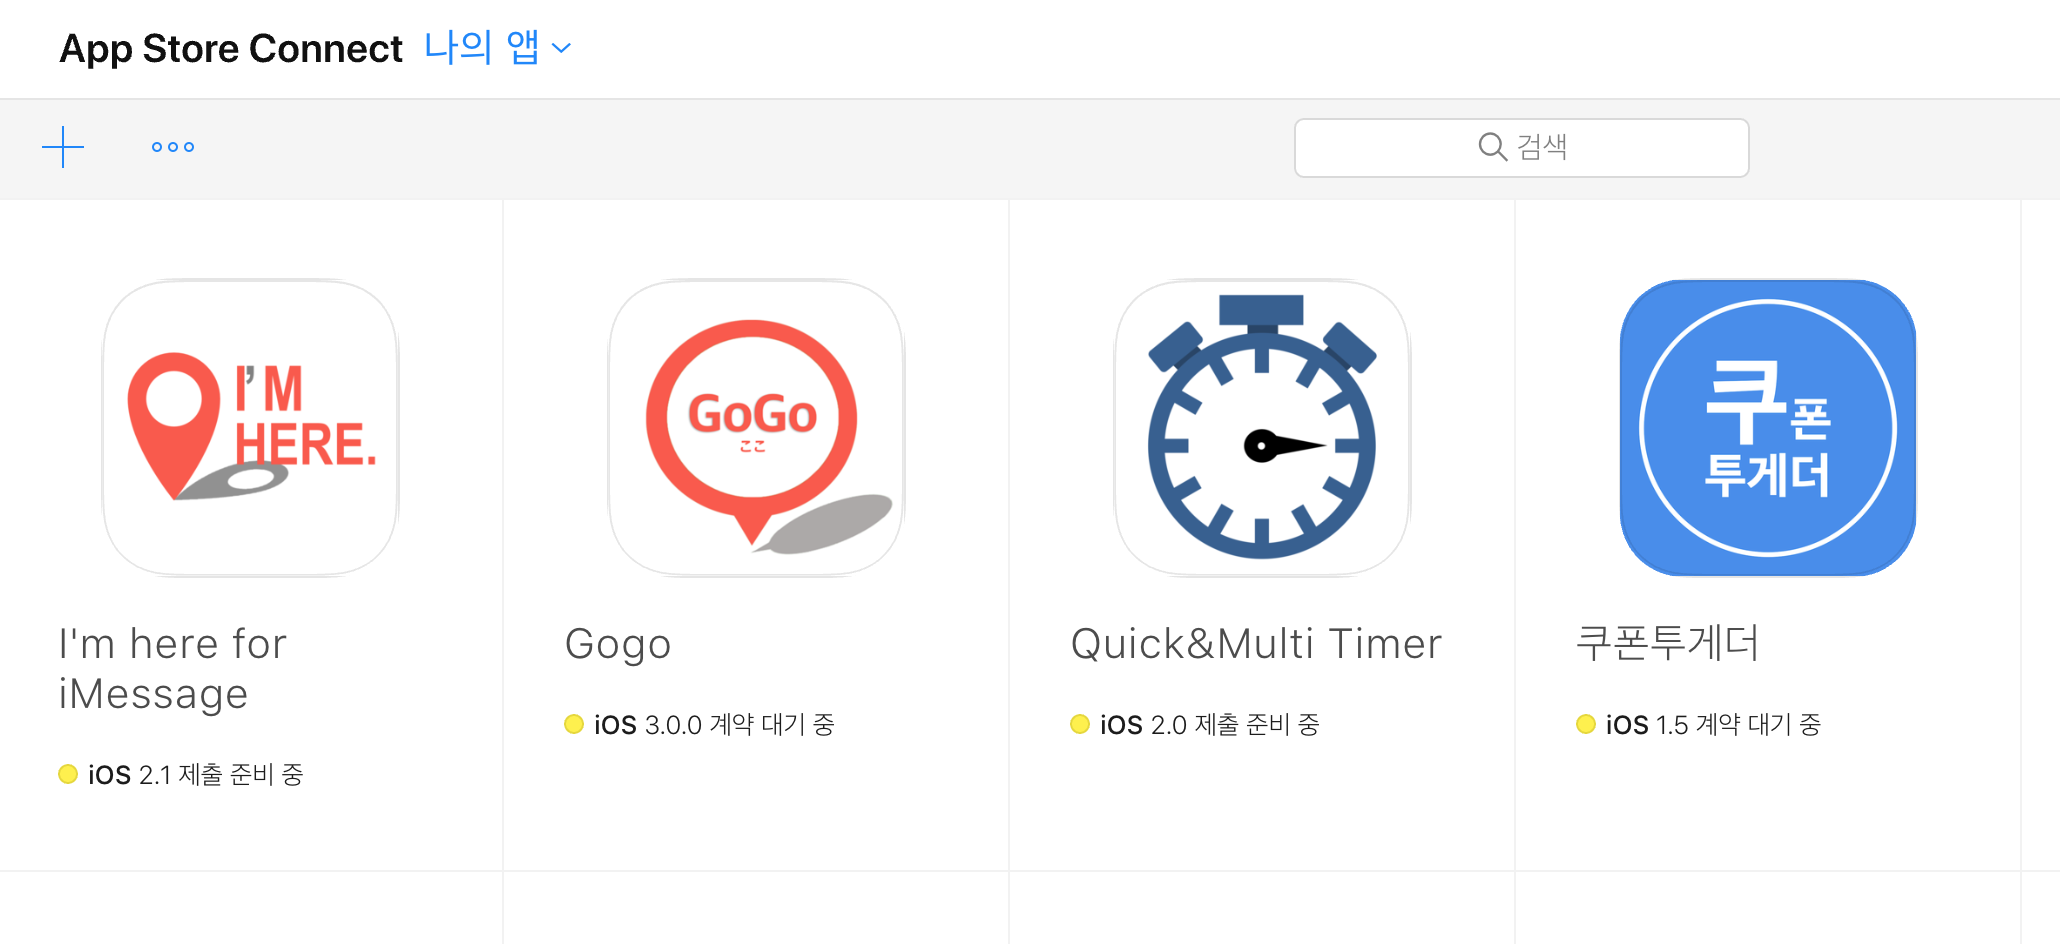 App Store Connect 나의 앱
검색
I'M
HERE.
GoGo
ここ
쿠폰
투게더
I'm here for
iMessage
iOS 2.1 제출 준비 중
Gogo
iOS 3.0.0 계약 대기 중
Quick&Multi Timer
iOS 2.0 제출 준비 중
쿠폰투게더
iOS 1.5 계약 대기 중